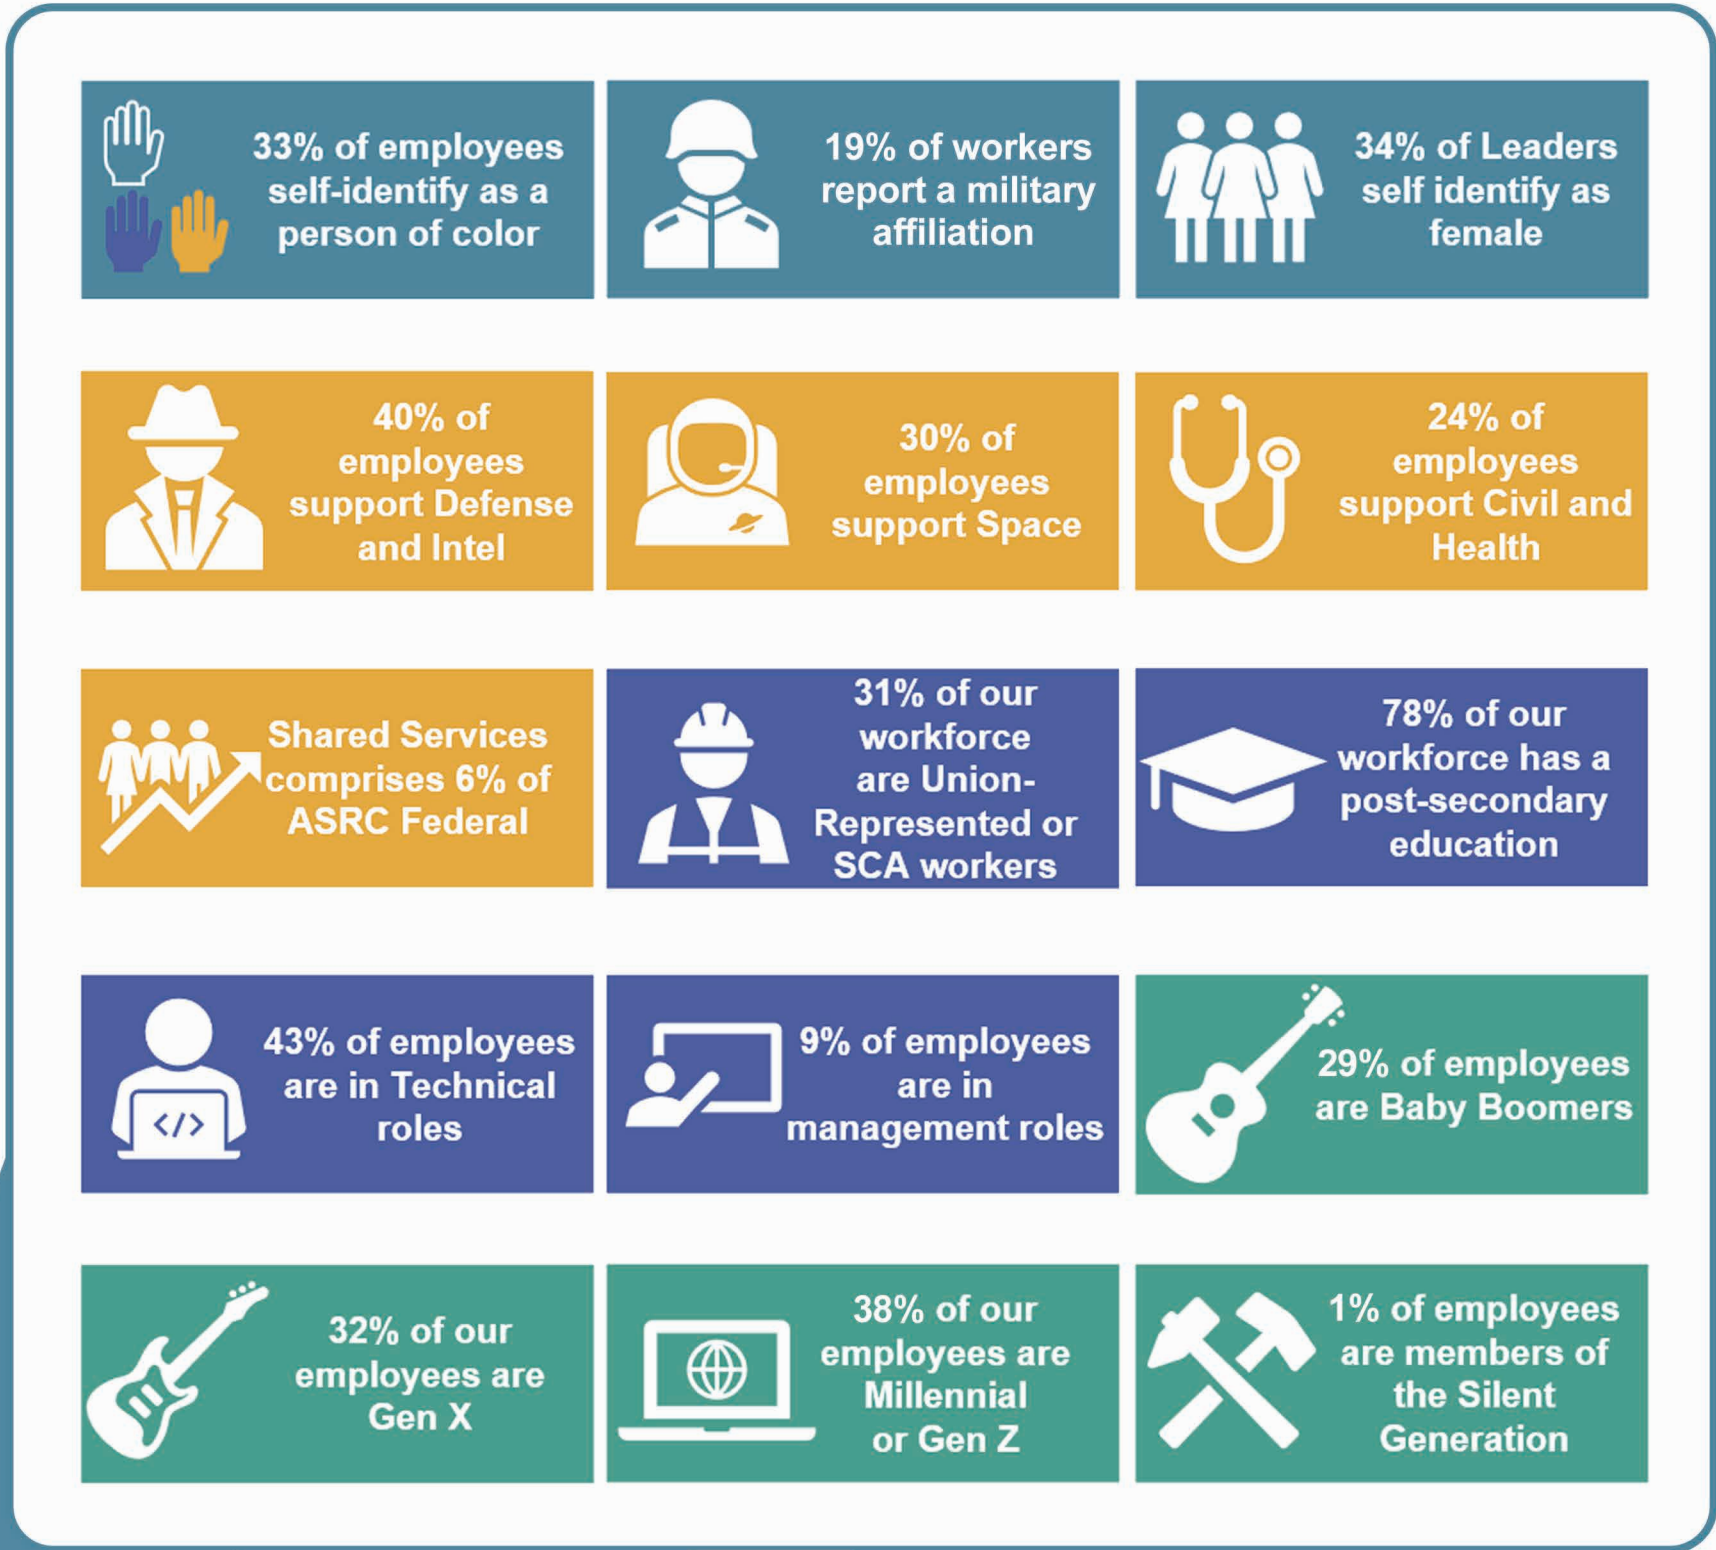 33% of employees
self-identify as a
person of color
19% of workers
report a military
affiliation
34% of Leaders
self identify as
female
40% of
employees
support Defense
and Intel
30% of
employees
support Space
24% of
employees
support Civil and
Health
Shared Services
comprises 6% of
ASRC Federal
31% of our
workforce
are Union-
Represented or
SCA workers
78% of our
workforce has a
post-secondary
education
43% of employees
are in Technical
roles
</>
9% of employees
are in
management roles
29% of employees
are Baby Boomers
32% of our
employees are
Gen X
38% of our
employees are
Millennial
or Gen Z
1% of employees
are members of
the Silent
Generation